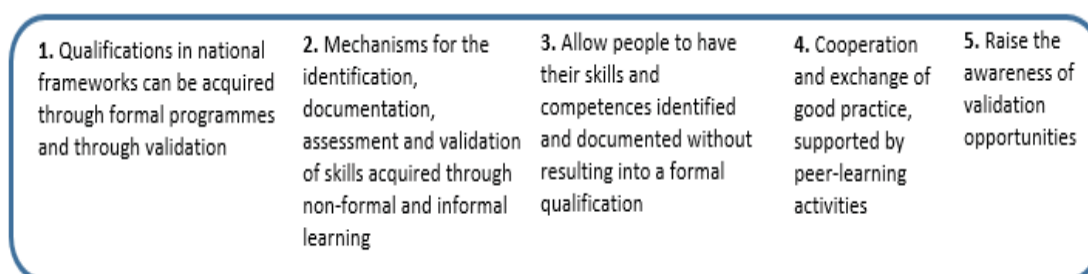 1. Qualifications in national
frameworks can be acquired
through formal programmes
and through validation
2. Mechanisms for the
identification,
documentation,
assessment and validation
of skills acquired through
non-formal and informal
learning
3. Allow people to have
their skills and
competences identified
and documented without
resulting into a formal
qualification
4. Cooperation
and exchange of
good practice,
supported by
peer-learning
activities
5. Raise the
awareness of
validation
opportunities